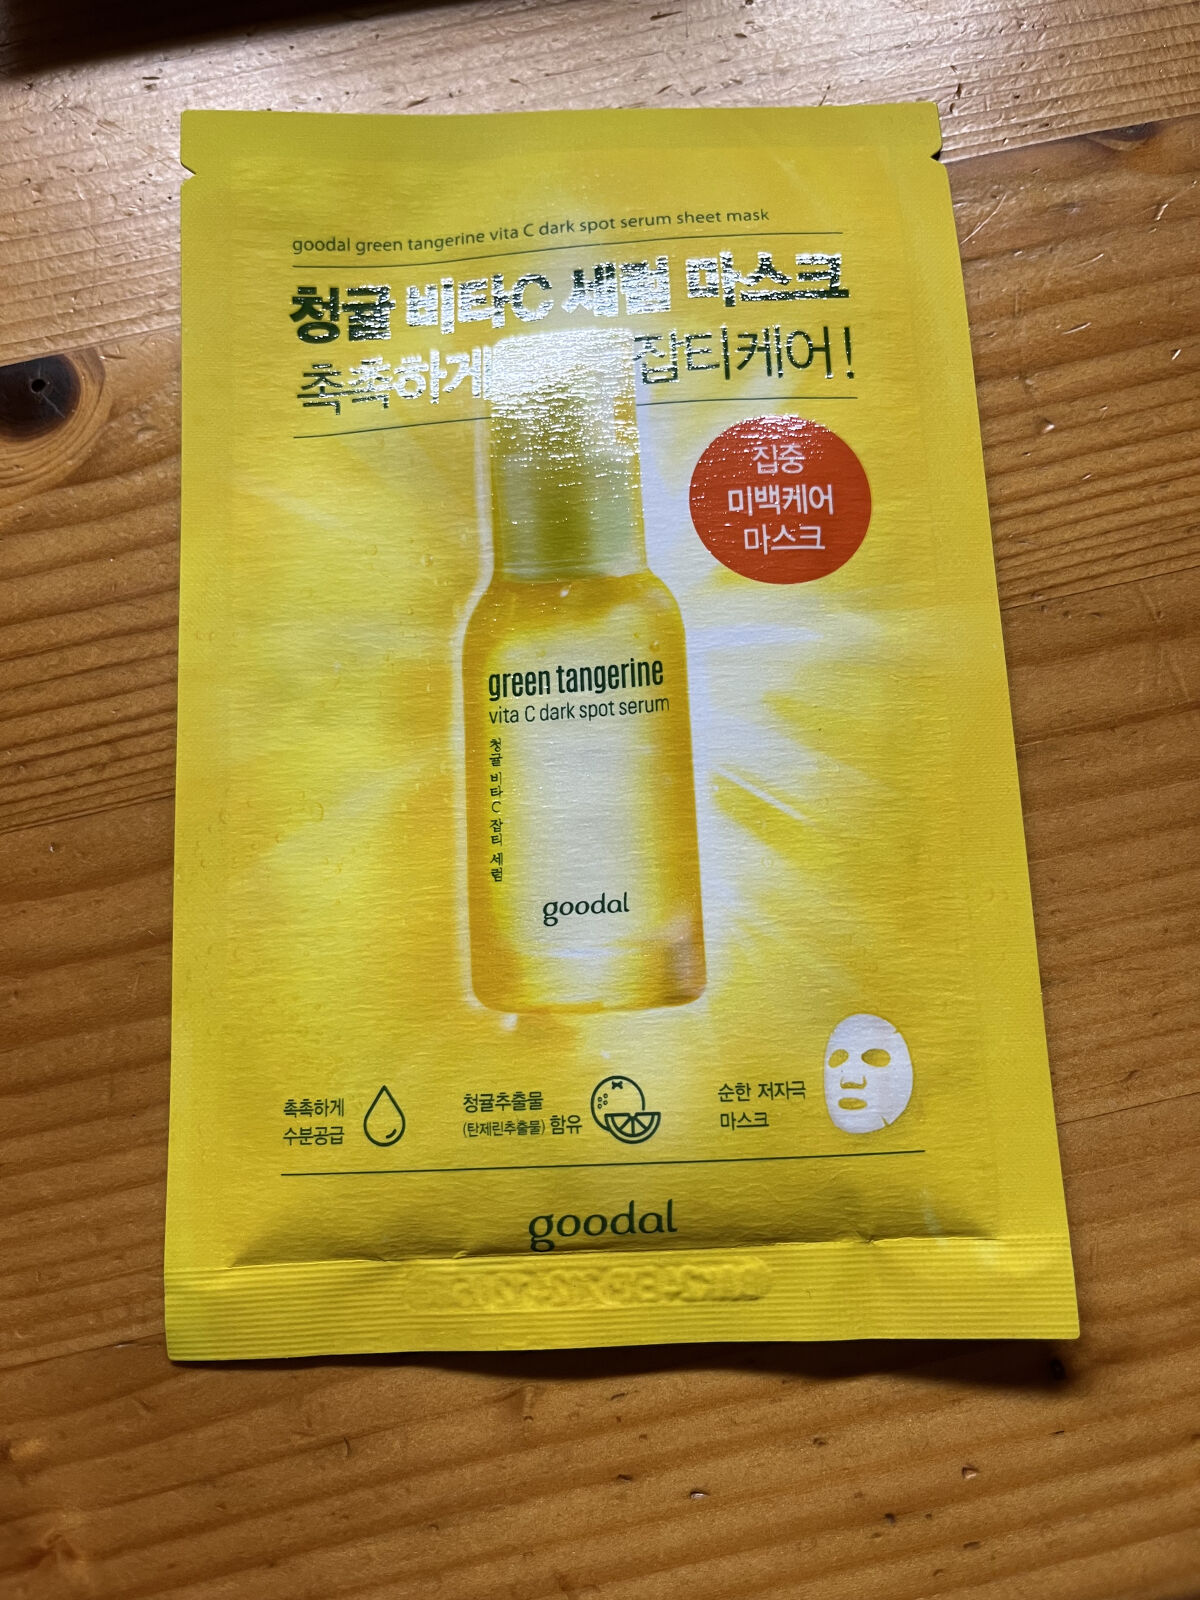 goodal green tangerine vita C dark spot serum sheet mask
청귤 비타C 세럼 마스크
촉촉하게 잡티케어!
집중
미백케어
마스크
green tangerine
vita C dark spot serum
청귤 비타C 잡티 세럼
goodal
촉촉하게
수분공급
청귤추출물
(탄제린추출물) 함유
순한 저자극
마스크
goodal